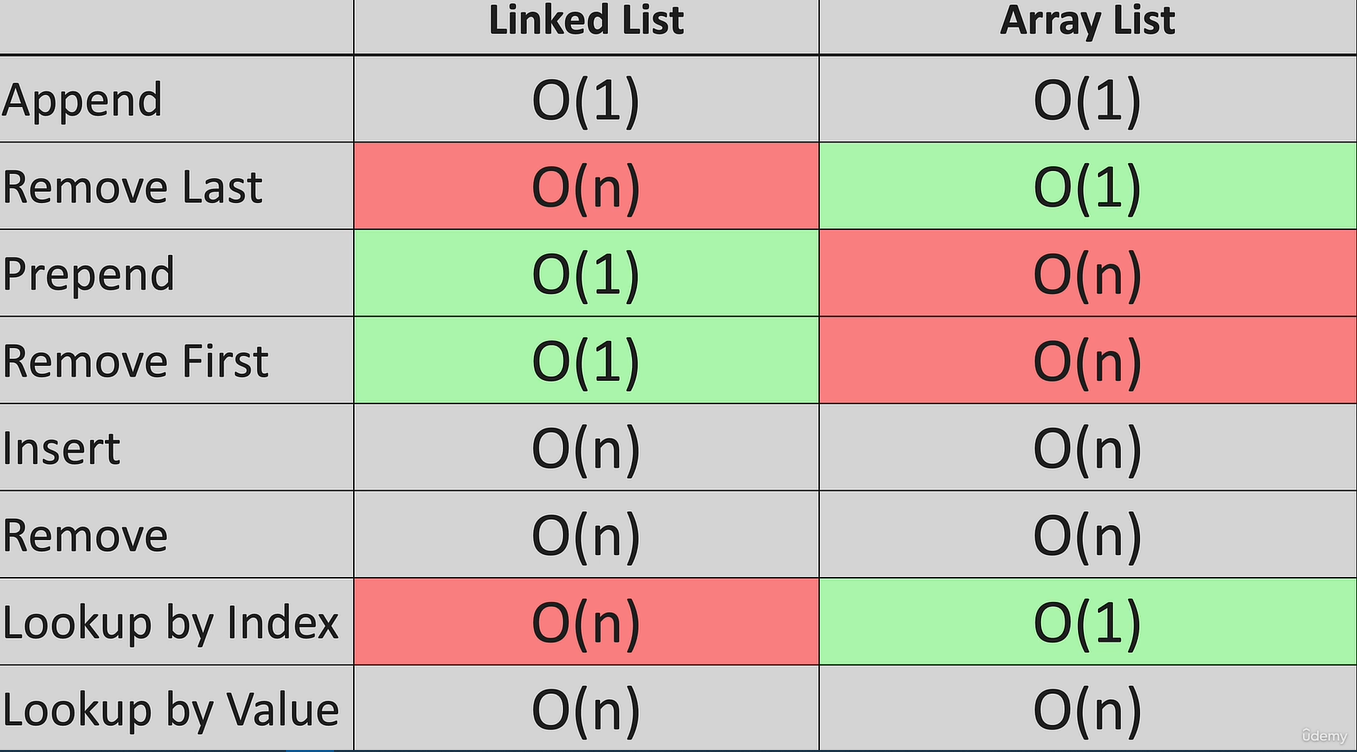 Linked List Array List
Append O(1) O(1)
Remove Last O(n) O(1)
Prepend O(1) O(n)
Remove First O(1) O(n)
Insert O(n) O(n)
Remove O(n) O(n)
Lookup by Index O(n) O(1)
Lookup by Value O(n) O(n)
ûdemy